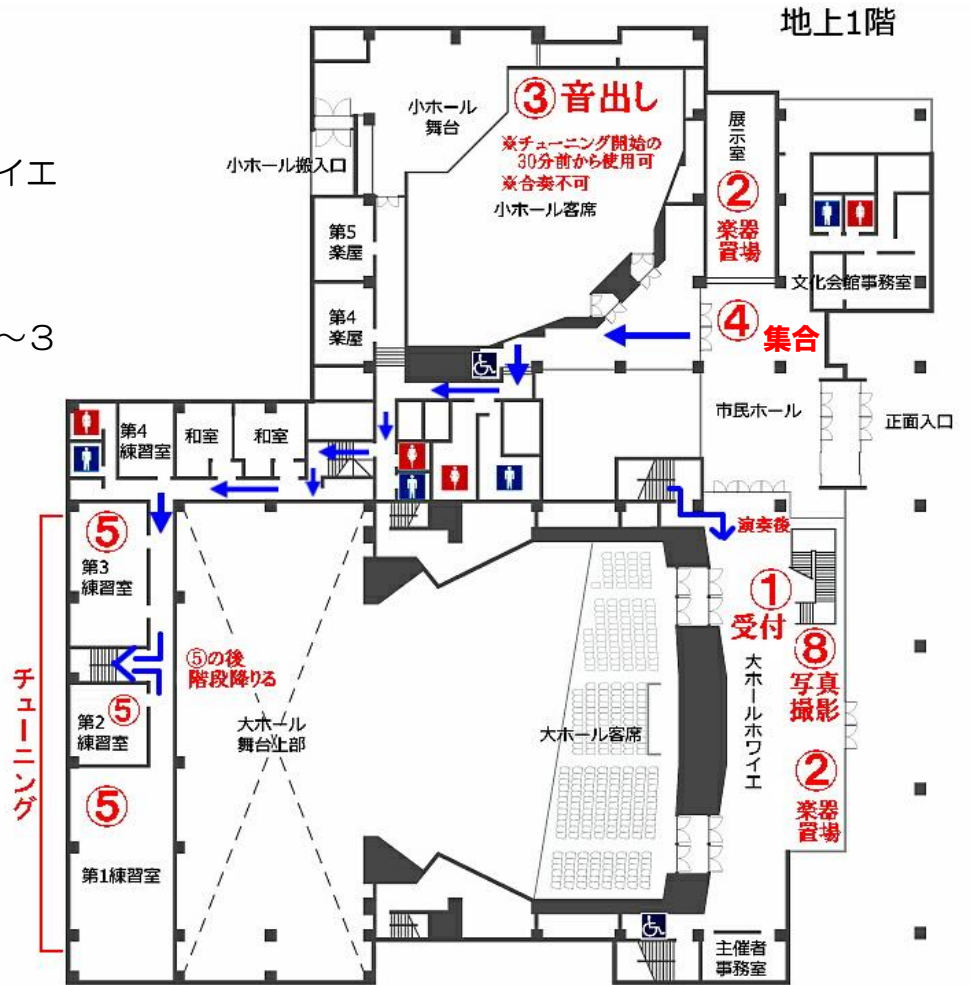 地上1階
イエ
～３
小ホール
舞台
③音出し
※チューニング開始の
30分前から使用可
※合奏不可
小ホール客席
小ホール搬入口
展示室
②
楽器
置場
第5
楽屋
第4
楽屋
文化会館事務室
④集合
市民ホール
正面入口
第4
練習室
和室
和室
演奏後
⑤
第3
練習室
①
受付
⑧
写真
撮影
大ホールホワイエ
チューニング
⑤の後
階段降りる
第2
練習室
⑤
大ホール
舞台上部
大ホール客席
②
楽器
置場
⑤
第1練習室
主催者
事務室